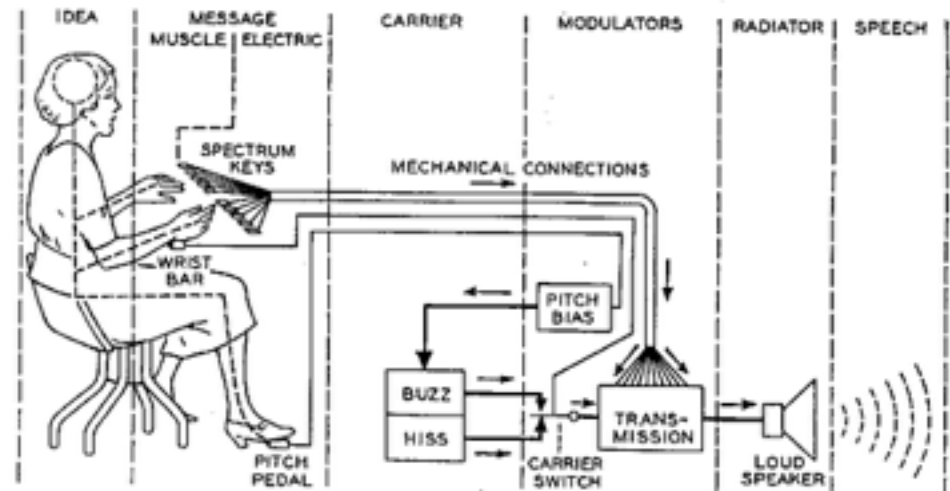 IDEA
MESSAGE
MUSCLE
ELECTRIC
CARRIER
MODULATORS
RADIATOR
SPEECH
SPECTRUM
KEYS
MECHANICAL CONNECTIONS
WRIST
BAR
PITCH
BIAS
BUZZ
HISS
TRANS-
MISSION
PITCH
PEDAL
CARRIER
SWITCH
LOUD
SPEAKER